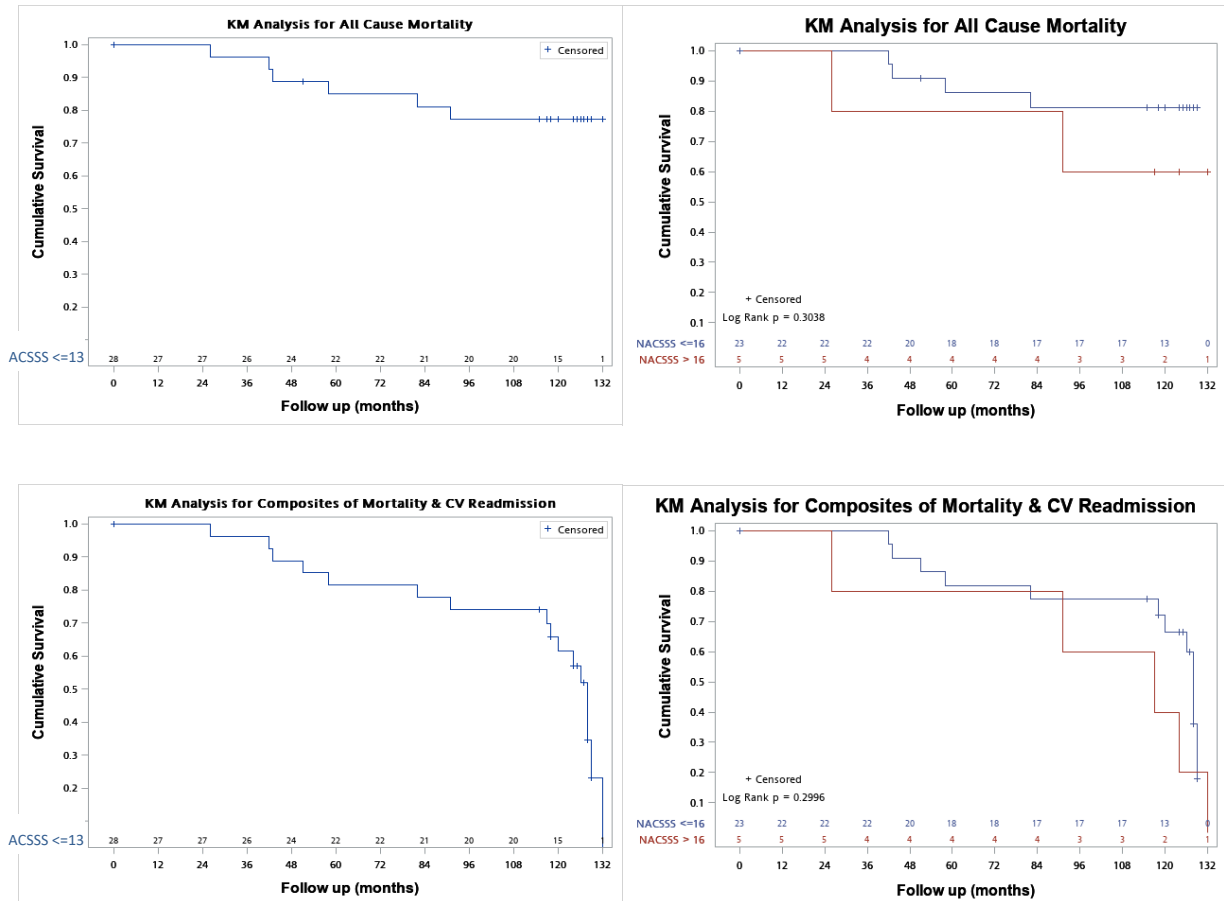 KM Analysis for All Cause Mortality
+ Censored
1.0
0.9
0.8
0.7
0.6
0.5
0.4
0.3
0.2
Cumulative Survival
ACSSS <=13 28 27 27 26 24 22 22 21 20 20 15 1
0 12 24 36 48 60 72 84 96 108 120 132
Follow up (months)
KM Analysis for All Cause Mortality
1.0
0.9
0.8
0.7
0.6
0.5
0.4
0.3
0.2
0.1
Cumulative Survival
+ Censored
Log Rank p = 0.3038
NACSSS <=16 23 22 22 22 20 18 18 17 17 17 13 0
NACSSS > 16 5 5 5 4 4 4 4 4 3 3 2 1
0 12 24 36 48 60 72 84 96 108 120 132
Follow up (months)
KM Analysis for Composites of Mortality & CV Readmission
+ Censored
1.0
0.9
0.8
0.7
0.6
0.5
0.4
0.3
0.2
Cumulative Survival
ACSSS <=13 28 27 27 26 24 22 22 21 20 20 15 1
0 12 24 36 48 60 72 84 96 108 120 132
Follow up (months)
KM Analysis for Composites of Mortality & CV Readmission
1.0
0.9
0.8
0.7
0.6
0.5
0.4
0.3
0.2
0.1
Cumulative Survival
+ Censored
Log Rank p = 0.2996
NACSSS <=16 23 22 22 22 20 18 18 17 17 17 13 0
NACSSS > 16 5 5 5 4 4 4 4 4 3 3 2 1
0 12 24 36 48 60 72 84 96 108 120 132
Follow up (months)